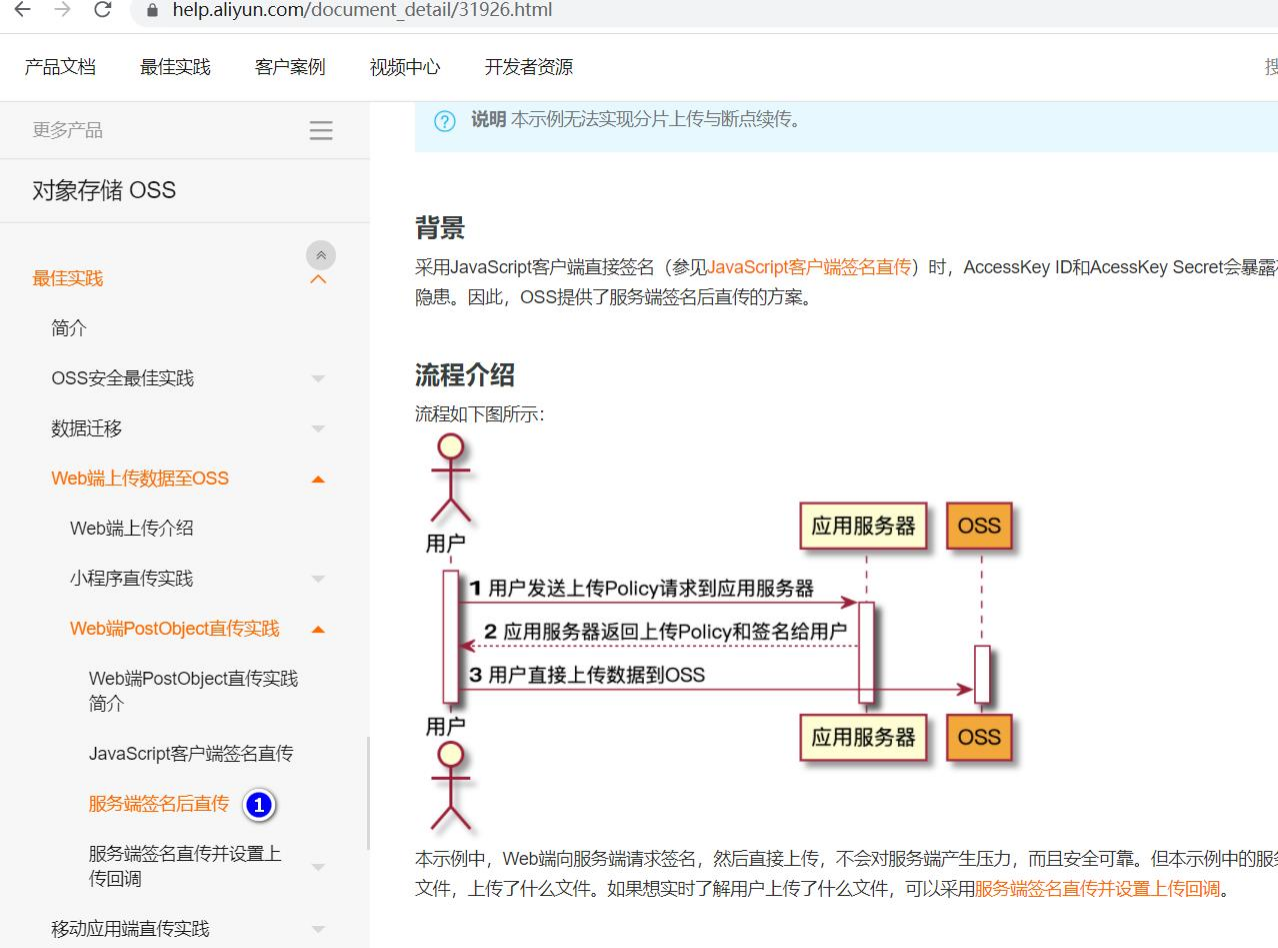 help.aliyun.com/document_detail/31926.html
产品文档 最佳实践 客户案例 视频中心 开发者资源
更多产品
对象存储 OSS
最佳实践
简介
OSS安全最佳实践
数据迁移
Web端上传数据至OSS
Web端上传介绍
小程序直传实践
Web端PostObject直传实践
Web端PostObject直传实践
简介
JavaScript客户端签名直传
服务端签名后直传 1
服务端签名直传并设置上
传回调
移动应用端直传实践
说明 本示例无法实现分片上传与断点续传。
背景
采用JavaScript客户端直接签名（参见JavaScript客户端签名直传）时，AccessKey ID和AcessKey Secret会暴露
隐患。因此，OSS提供了服务端签名后直传的方案。
流程介绍
流程如下图所示：
用户
应用服务器 OSS
1 用户发送上传Policy请求到应用服务器
2 应用服务器返回上传Policy和签名给用户
3 用户直接上传数据到OSS
用户
应用服务器 OSS
本示例中，Web端向服务端请求签名，然后直接上传，不会对服务端产生压力，而且安全可靠。但本示例中的服
文件，上传了什么文件。如果想实时了解用户上传了什么文件，可以采用服务端签名直传并设置上传回调。